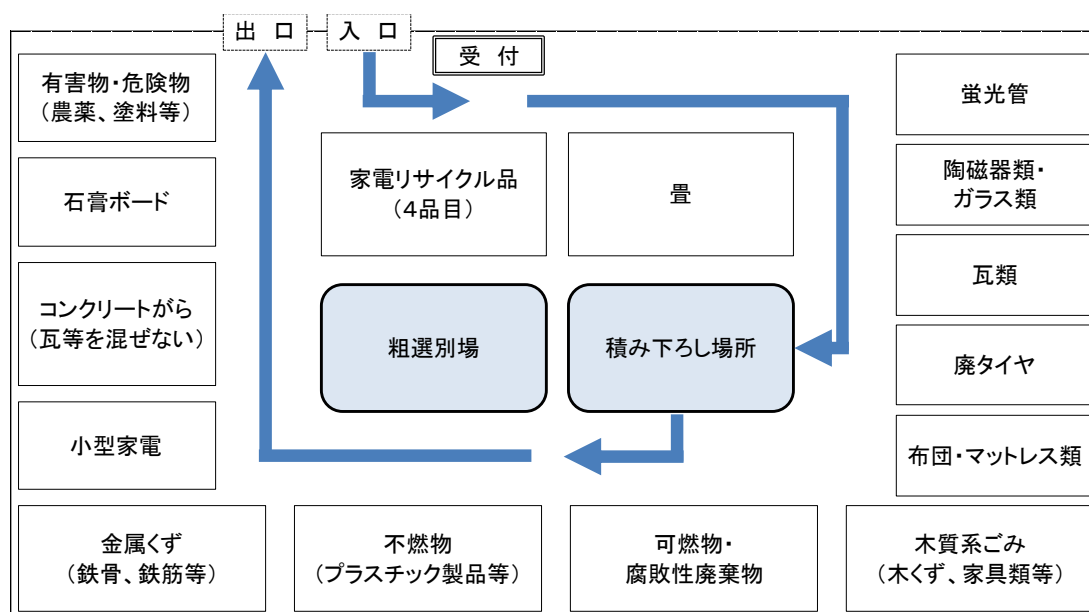 出 口
入 口
受 付
有害物・危険物
（農薬、塗料等）
蛍光管
家電リサイクル品
（４品目）
畳
石膏ボード
陶磁器類・
ガラス類
瓦類
コンクリートがら
（瓦等を混ぜない）
粗選別場
積み下ろし場所
廃タイヤ
小型家電
布団・マットレス類
金属くず
（鉄骨、鉄筋等）
不燃物
（プラスチック製品等）
可燃物・
腐敗性廃棄物
木質系ごみ
（木くず、家具類等）